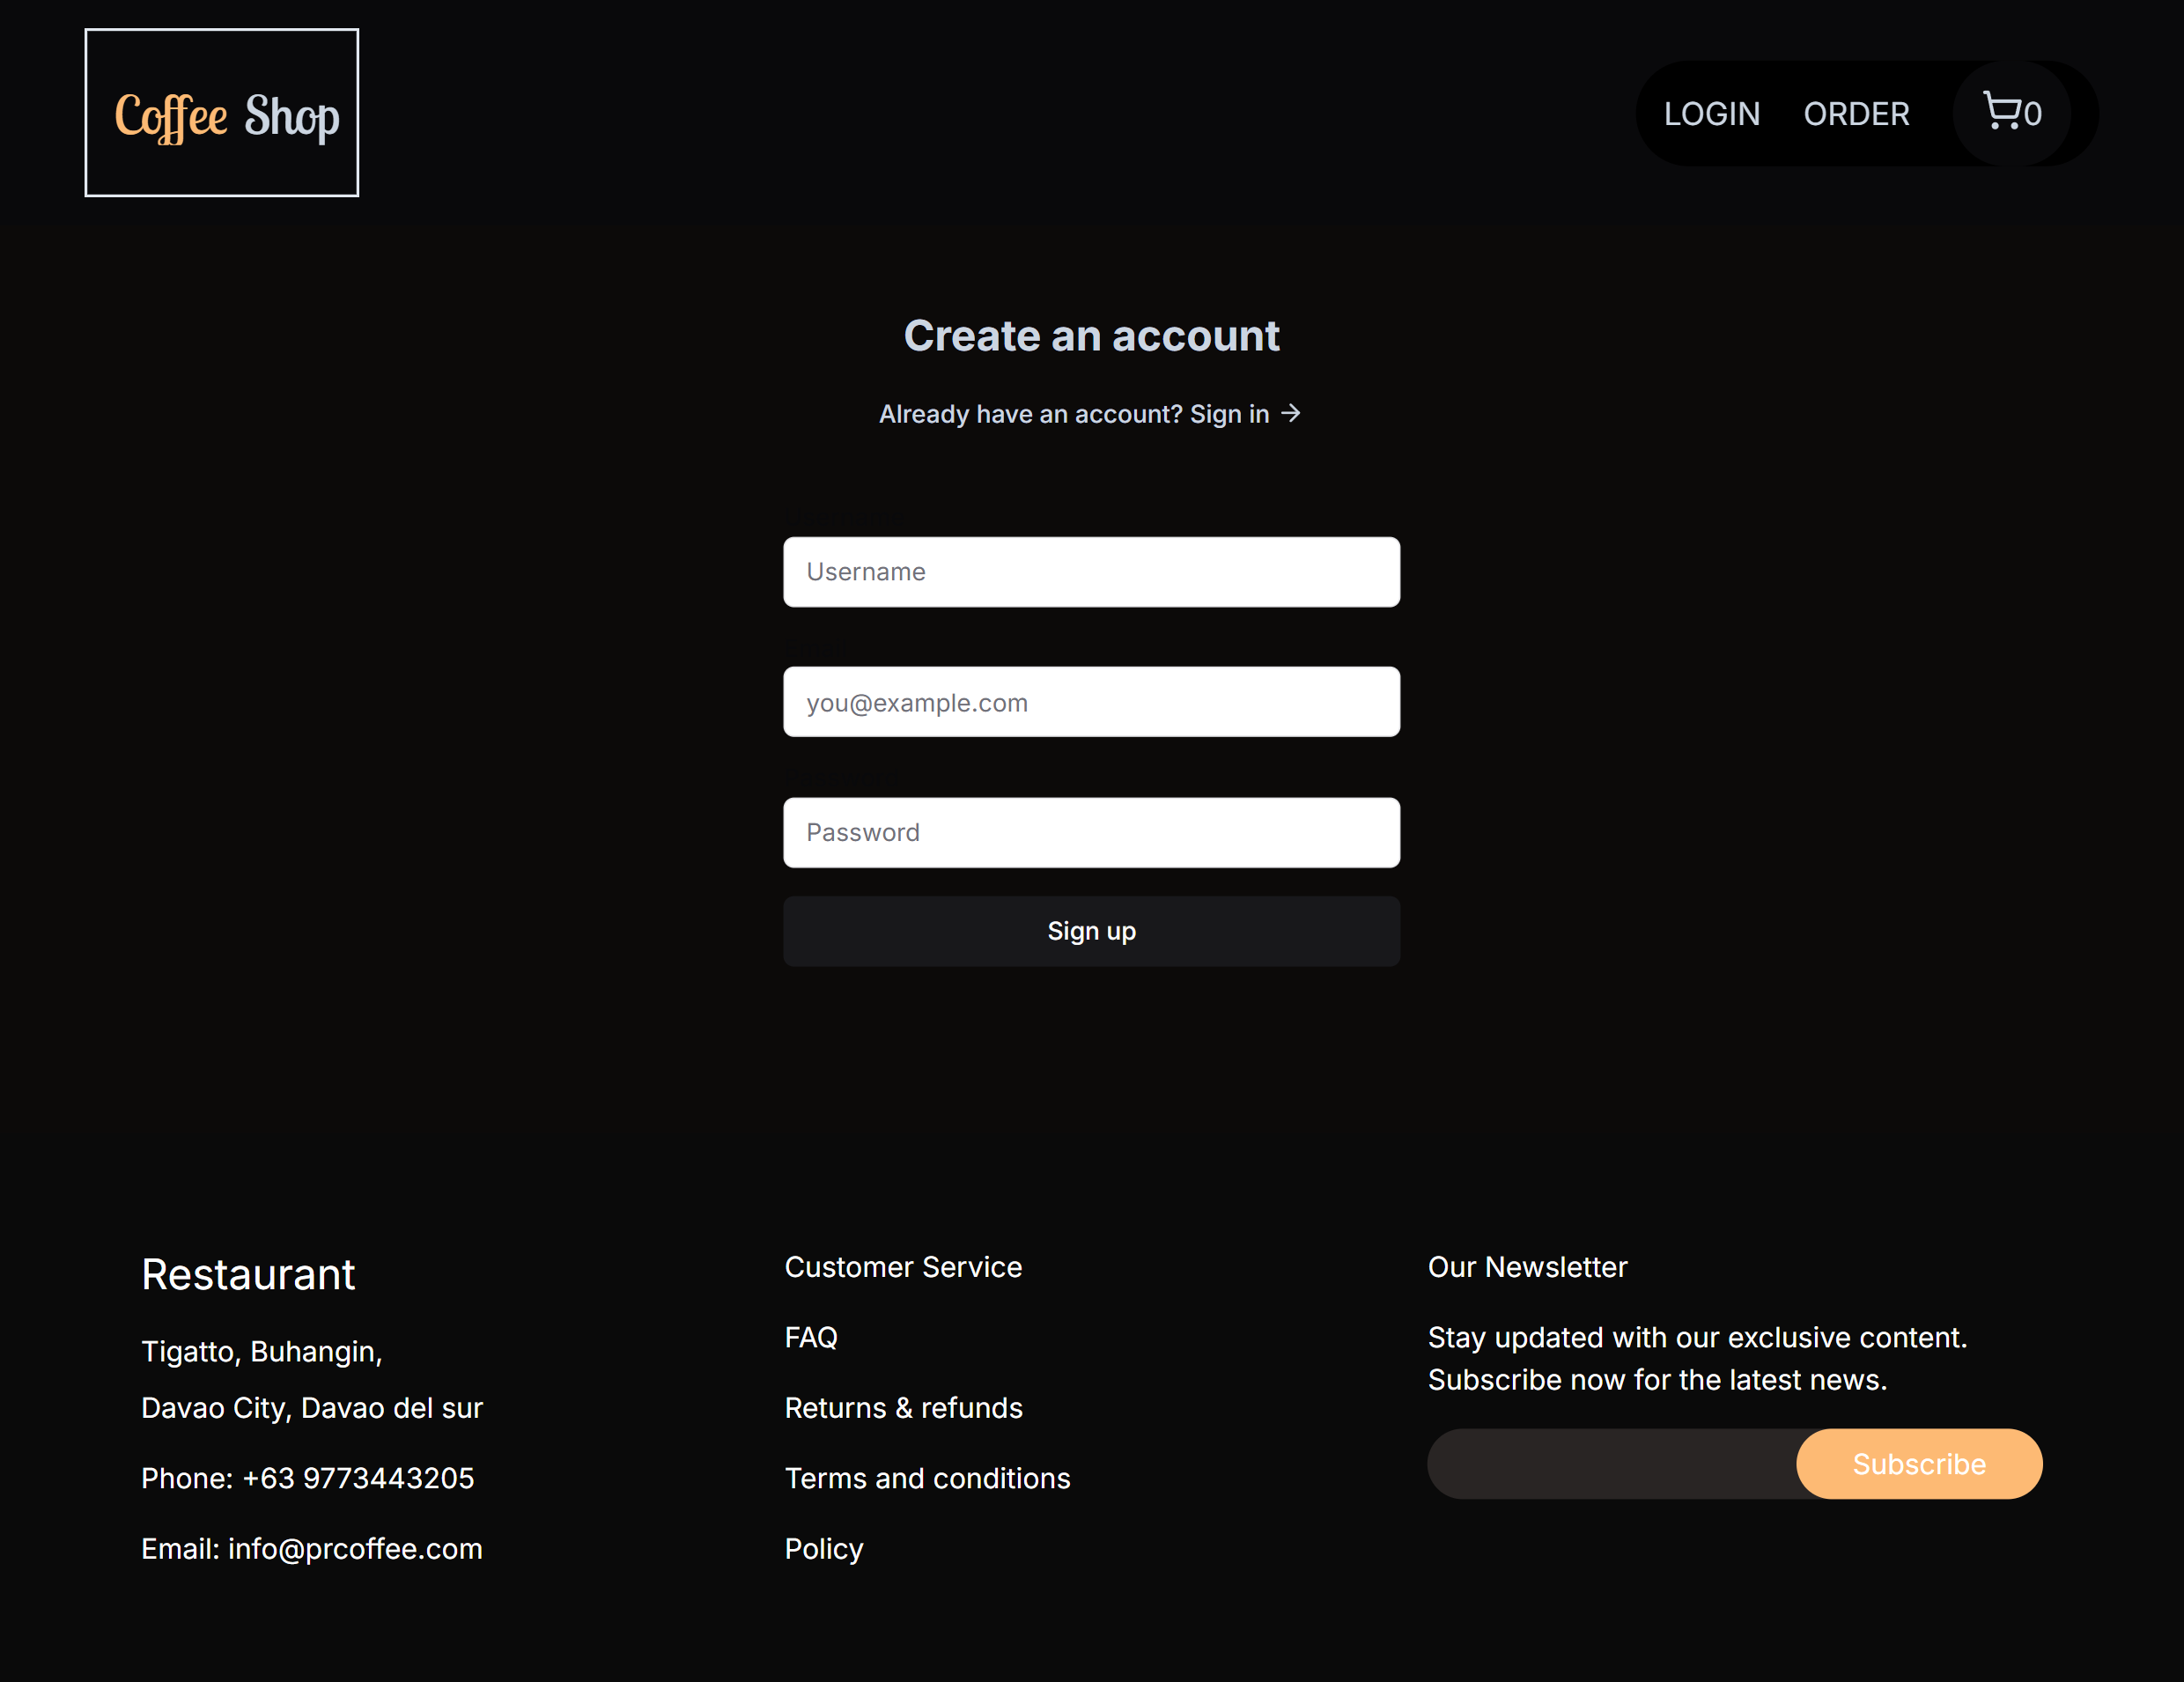 Coffee Shop
LOGIN ORDER 0
Create an account
Already have an account? Sign in →
Username
you@example.com
Password
Sign up
Restaurant
Tigatto, Buhangin,
Davao City, Davao del sur
Phone: +63 9773443205
Email: info@prcoffee.com
Customer Service
FAQ
Returns & refunds
Terms and conditions
Policy
Our Newsletter
Stay updated with our exclusive content.
Subscribe now for the latest news.
Subscribe